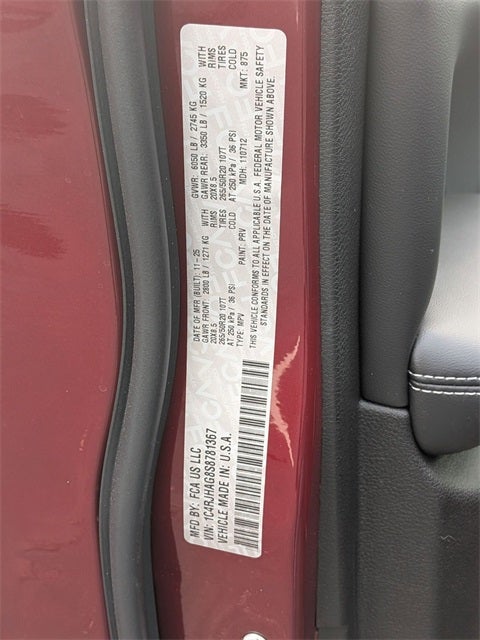 MFD BY: FCA US LLC
DATE OF MFR (BUILT): 11-25
GVWR: 6050 LB / 2745 KG
GAWR FRONT: 2800 LB / 1271 KG WITH
20X8.5 RIMS
265/50R20 107T TIRES
AT 250 kPa / 36 PSI COLD
GAWR REAR: 3350 LB / 1520 KG WITH
20X8.5 RIMS
265/50R20 107T TIRES
AT 250 kPa / 36 PSI COLD
VIN: 1C4RJHAG8S8781367
TYPE: MPV
PAINT: PRV
MDH: 110712
MKT: 875
VEHICLE MADE IN: U.S.A.
THIS VEHICLE CONFORMS TO ALL APPLICABLE U.S.A. FEDERAL MOTOR VEHICLE SAFETY
STANDARDS IN EFFECT ON THE DATE OF MANUFACTURE SHOWN ABOVE.